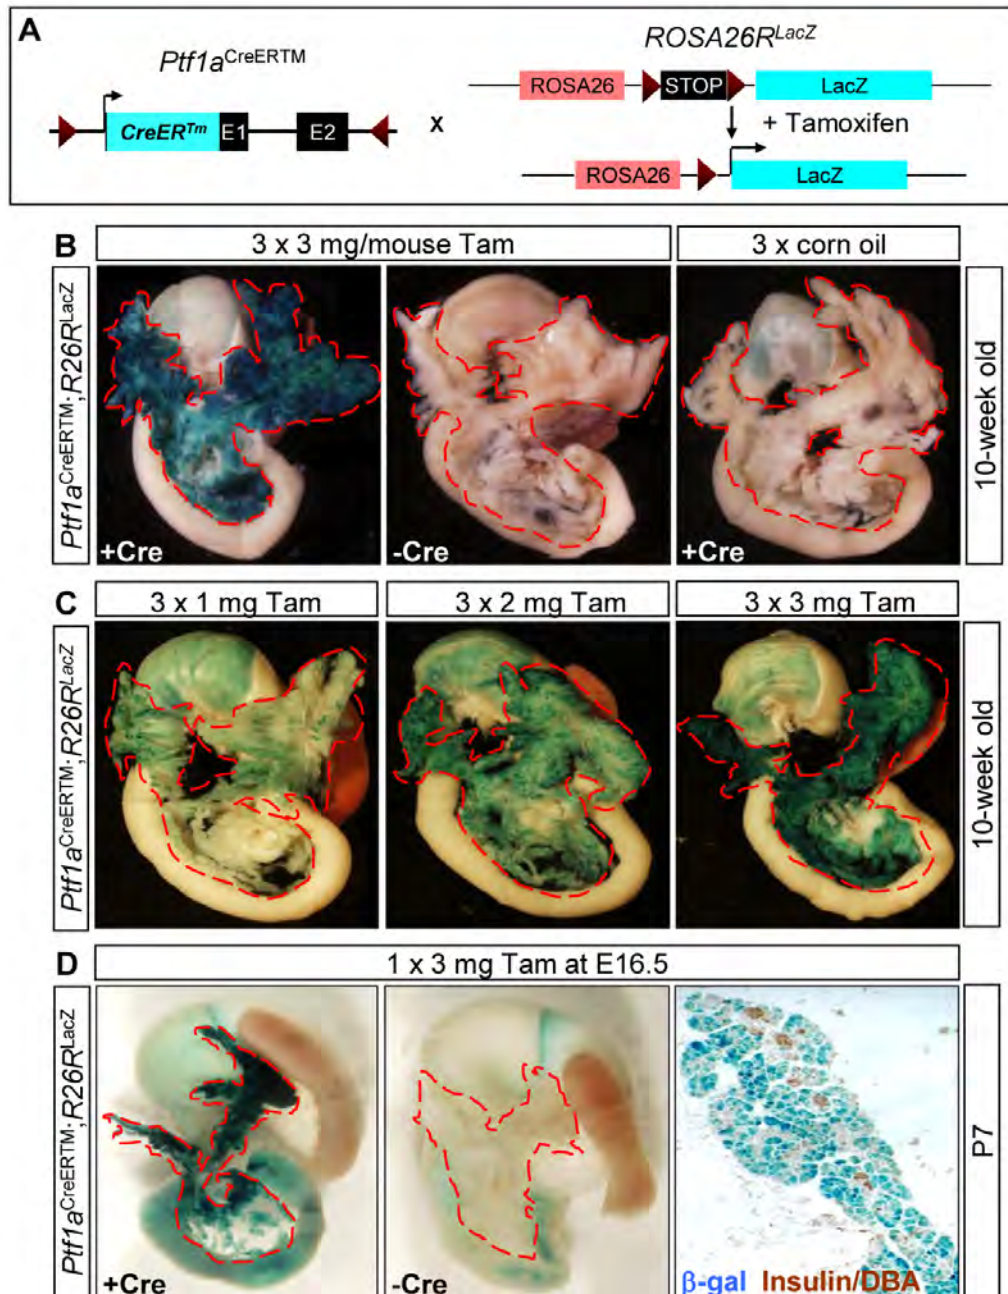 A
Ptf1aCreERTM
ROSA26RLacZ
ROSA26 STOP LacZ
CreERTm E1 E2
x
+ Tamoxifen
ROSA26 LacZ
B
3 x 3 mg/mouse Tam
3 x corn oil
Ptf1aCreERTM;R26RLacZ
+Cre
-Cre
+Cre
10-week old
C
3 x 1 mg Tam
3 x 2 mg Tam
3 x 3 mg Tam
Ptf1aCreERTM;R26RLacZ
10-week old
D
1 x 3 mg Tam at E16.5
Ptf1aCreERTM;R26RLacZ
+Cre
-Cre
β-gal Insulin/DBA
P7